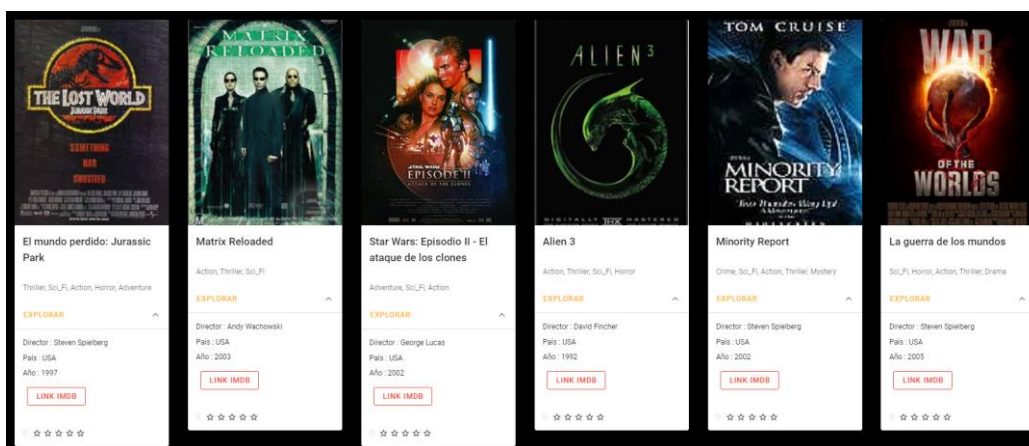 THE LOST WORLD
JURASSIC PARK
SOMETHING
HAS
SURVIVED
El mundo perdido: Jurassic
Park
Thriller, Sci_Fi, Action, Horror, Adventure
EXPLORAR
Director : Steven Spielberg
País : USA
Año : 1997
LINK IMDB
MATRIX
RELOADED
Matrix Reloaded
Action, Thriller, Sci_Fi
EXPLORAR
Director : Andy Wachowski
País : USA
Año : 2003
LINK IMDB
STAR WARS
EPISODE II
ATTACK OF THE CLONES
Star Wars: Episodio II - El
ataque de los clones
Adventure, Sci_Fi, Action
EXPLORAR
Director : George Lucas
País : USA
Año : 2002
LINK IMDB
ALIEN 3
DIGITALLY THX MASTERED
Alien 3
Action, Thriller, Sci_Fi, Horror
EXPLORAR
Director : David Fincher
País : USA
Año : 1992
LINK IMDB
TOM CRUISE
MINORITY
REPORT
Minority Report
Crime, Sci_Fi, Action, Thriller, Mystery
EXPLORAR
Director : Steven Spielberg
País : USA
Año : 2002
LINK IMDB
WAR
OF THE
WORLDS
La guerra de los mundos
Sci_Fi, Horror, Action, Thriller, Drama
EXPLORAR
Director : Steven Spielberg
País : USA
Año : 2005
LINK IMDB